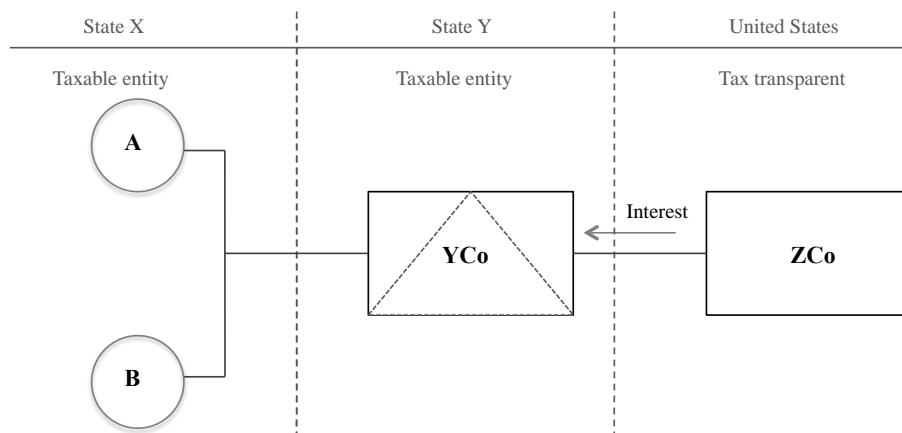 State X State Y United States
Taxable entity Taxable entity Tax transparent
A
Interest
YCo ZCo
B